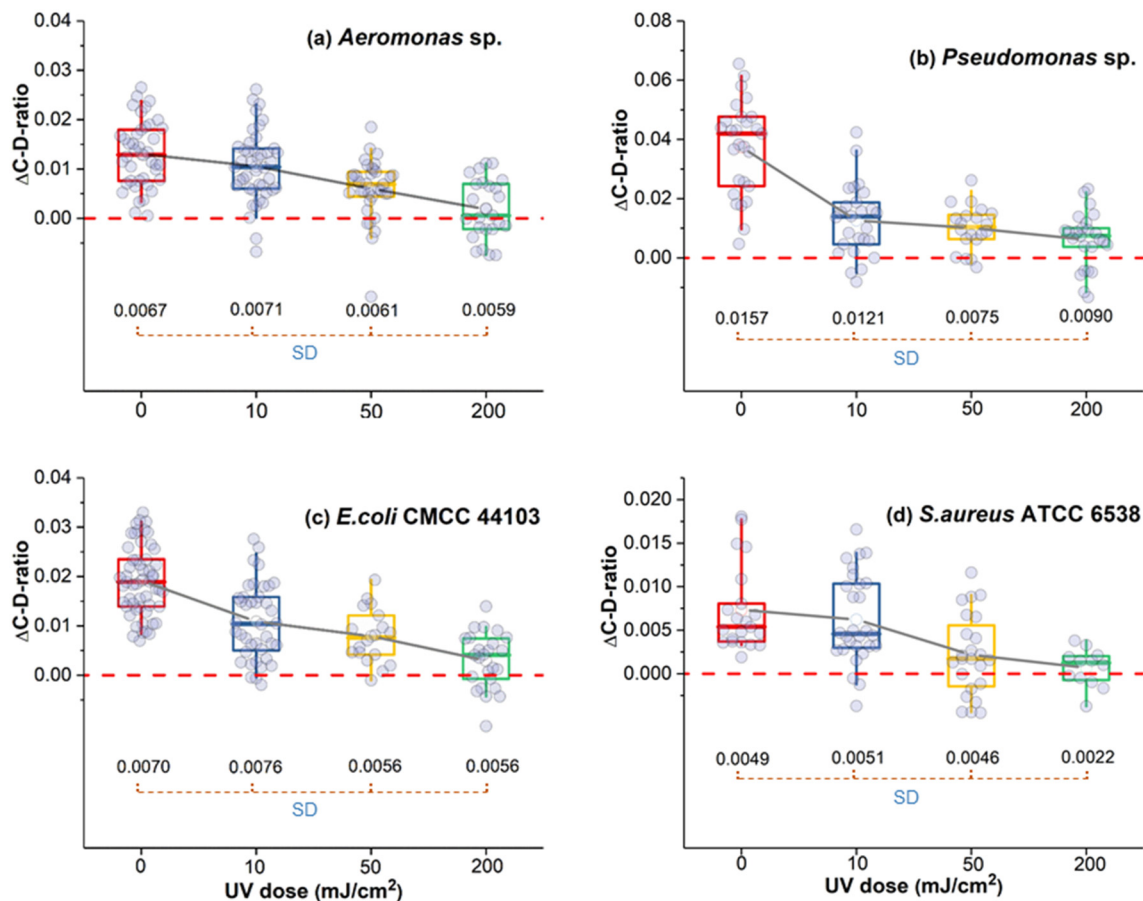 (a) Aeromonas sp.
ΔC-D-ratio
0.04
0.03
0.02
0.01
0.00
0.0067 0.0071 0.0061 0.0059
SD
0 10 50 200
(b) Pseudomonas sp.
ΔC-D-ratio
0.08
0.06
0.04
0.02
0.00
0.0157 0.0121 0.0075 0.0090
SD
0 10 50 200
(c) E.coli CMCC 44103
ΔC-D-ratio
0.04
0.03
0.02
0.01
0.00
0.0070 0.0076 0.0056 0.0056
SD
0 10 50 200
UV dose (mJ/cm²)
(d) S.aureus ATCC 6538
ΔC-D-ratio
0.020
0.015
0.010
0.005
0.000
0.0049 0.0051 0.0046 0.0022
SD
0 10 50 200
UV dose (mJ/cm²)